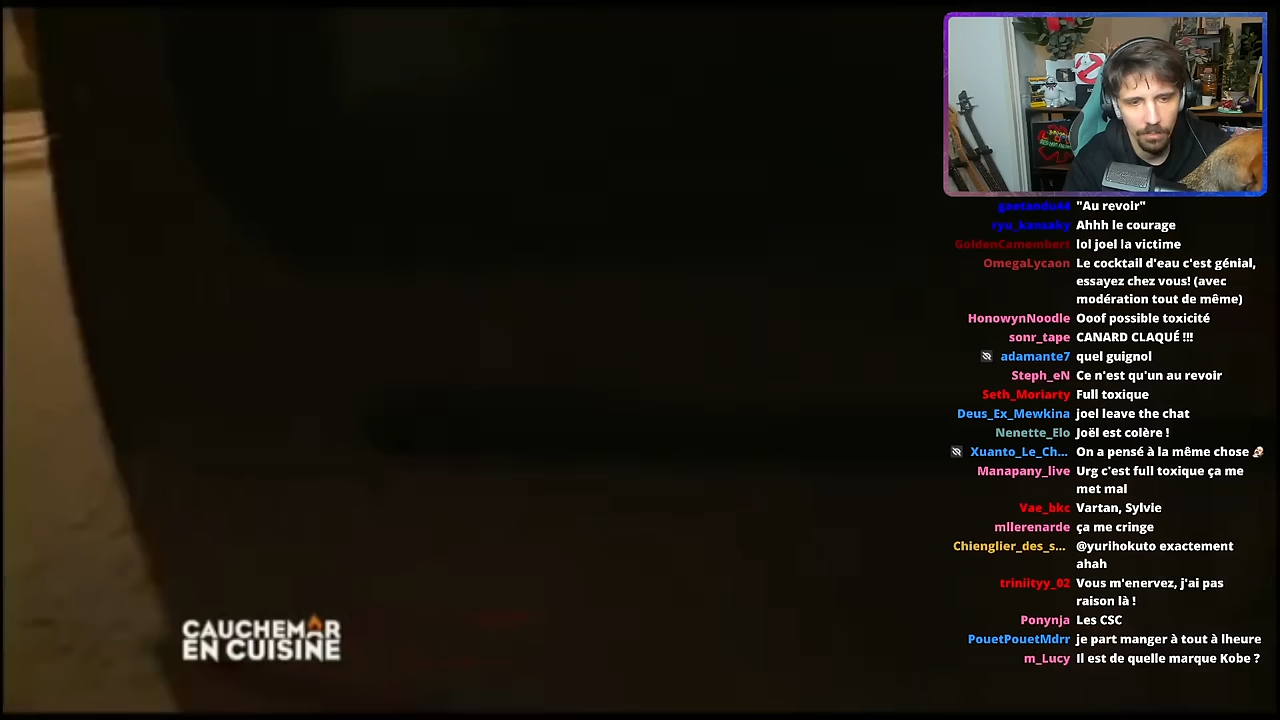 gaetandu44 "Au revoir"
ryu_kansaky Ahhh le courage
GoldenCamembert lol joel la victime
OmegaLycaon Le cocktail d'eau c'est génial,
essayez chez vous! (avec
modération tout de même)
HonowynNoodle Ooof possible toxicité
sonr_tape CANARD CLAQUÉ !!!
adamante7 quel guignol
Steph_eN Ce n'est qu'un au revoir
Seth_Moriarty Full toxique
Deus_Ex_Mewkina joel leave the chat
Nenette_Elo Joël est colère !
Xuanto_Le_Ch... On a pensé à la même chose
Manapany_live Urg c'est full toxique ça me
met mal
Vae_bkc Vartan, Sylvie
mllerenarde ça me cringe
Chienglier_des_s... @yurihokuto exactement
ahah
triniityy_02 Vous m'enervez, j'ai pas
raison là !
Ponynja Les CSC
PouetPouetMdrr je part manger à tout à lheure
m_Lucy Il est de quelle marque Kobe ?
CAUCHEMAR
EN CUISINE